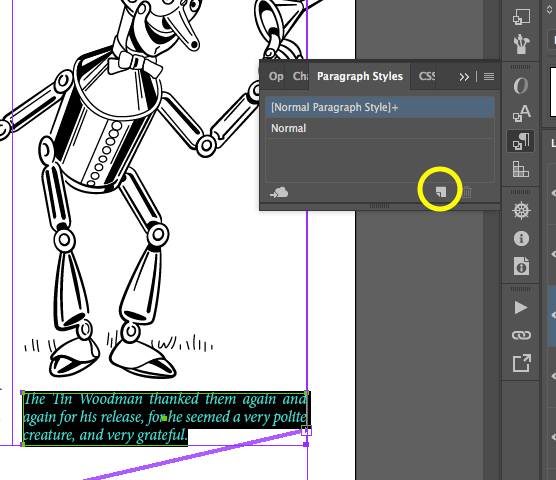 Op
Cha
Paragraph Styles
CSS
[Normal Paragraph Style]+
Normal
The Tin Woodman thanked them again and
again for his release, for he seemed a very polite
creature, and very grateful.